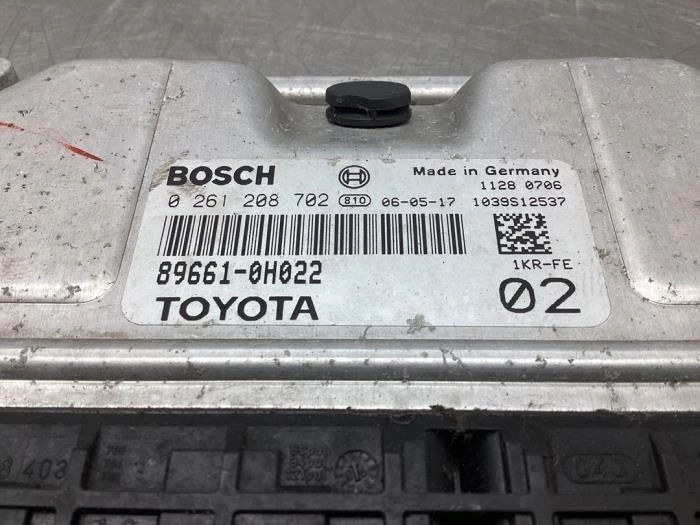 BOSCH
Made in Germany
1128 0706
0 261 208 702 810 06-05-17 1039S12537
89661-0H022
1KR-FE
TOYOTA
02
403